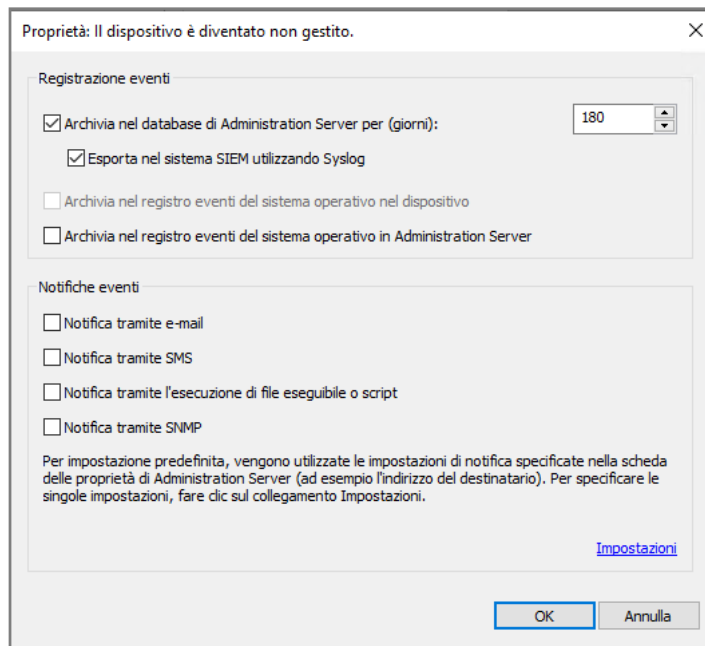 Proprietà: Il dispositivo è diventato non gestito.
Registrazione eventi
Archivia nel database di Administration Server per (giorni):
180
Esporta nel sistema SIEM utilizzando Syslog
Archivia nel registro eventi del sistema operativo nel dispositivo
Archivia nel registro eventi del sistema operativo in Administration Server
Notifiche eventi
Notifica tramite e-mail
Notifica tramite SMS
Notifica tramite l'esecuzione di file eseguibile o script
Notifica tramite SNMP
Per impostazione predefinita, vengono utilizzate le impostazioni di notifica specificate nella scheda
delle proprietà di Administration Server (ad esempio l'indirizzo del destinatario). Per specificare le
singole impostazioni, fare clic sul collegamento Impostazioni.
Impostazioni
OK
Annulla